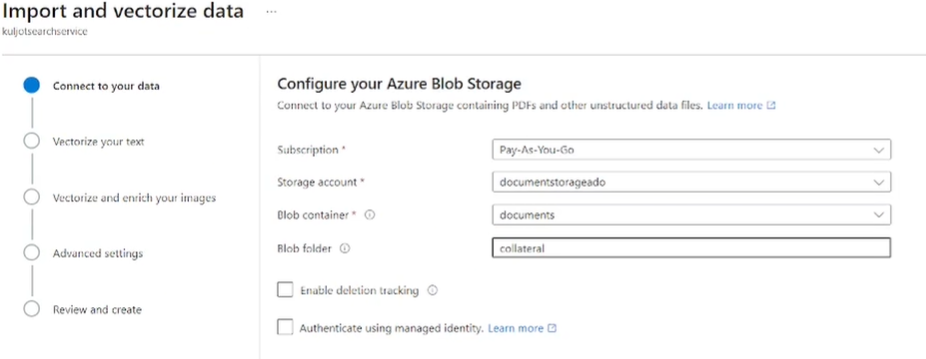 Import and vectorize data ...
kuljotsearchservice
Connect to your data
Vectorize your text
Vectorize and enrich your images
Advanced settings
Review and create
Configure your Azure Blob Storage
Connect to your Azure Blob Storage containing PDFs and other unstructured data files. Learn more
Subscription * Pay-As-You-Go
Storage account * documentstorageado
Blob container * documents
Blob folder collateral
Enable deletion tracking
Authenticate using managed identity. Learn more